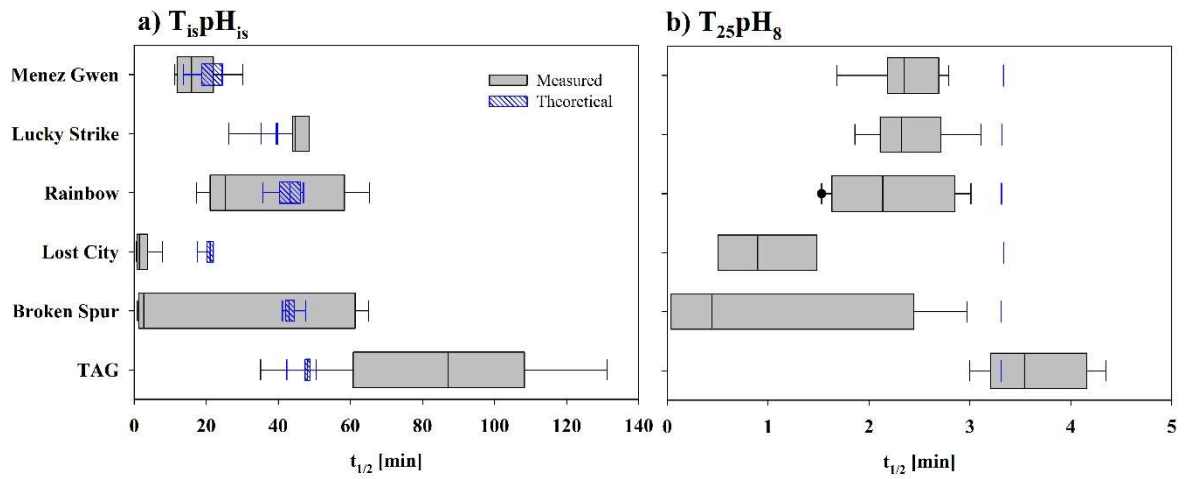 a) TispHis
b) T25pH8
Menez Gwen
Lucky Strike
Rainbow
Lost City
Broken Spur
TAG
Measured
Theoretical
0 20 40 60 80 100 120 140
0 1 2 3 4 5
t1/2 [min]
t1/2 [min]